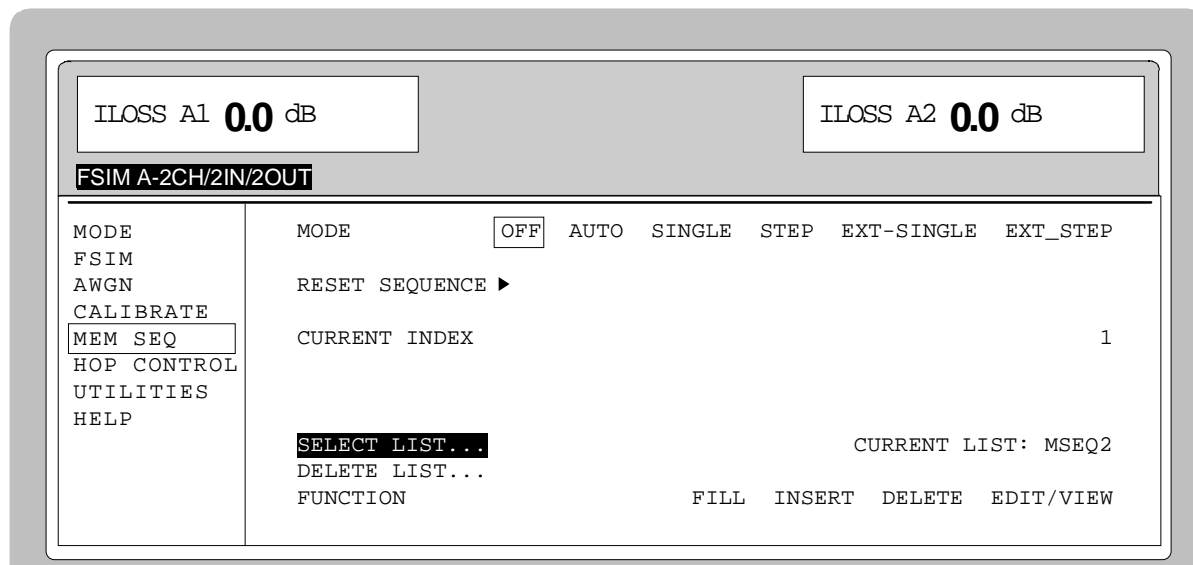 ILOSS A1 0.0 dB
ILOSS A2 0.0 dB
FSIM A-2CH/2IN/2OUT
MODE
FSIM
AWGN
CALIBRATE
MEM SEQ
HOP CONTROL
UTILITIES
HELP
MODE OFF AUTO SINGLE STEP EXT-SINGLE EXT_STEP
RESET SEQUENCE
CURRENT INDEX 1
SELECT LIST... CURRENT LIST: MSEQ2
DELETE LIST...
FUNCTION FILL INSERT DELETE EDIT/VIEW